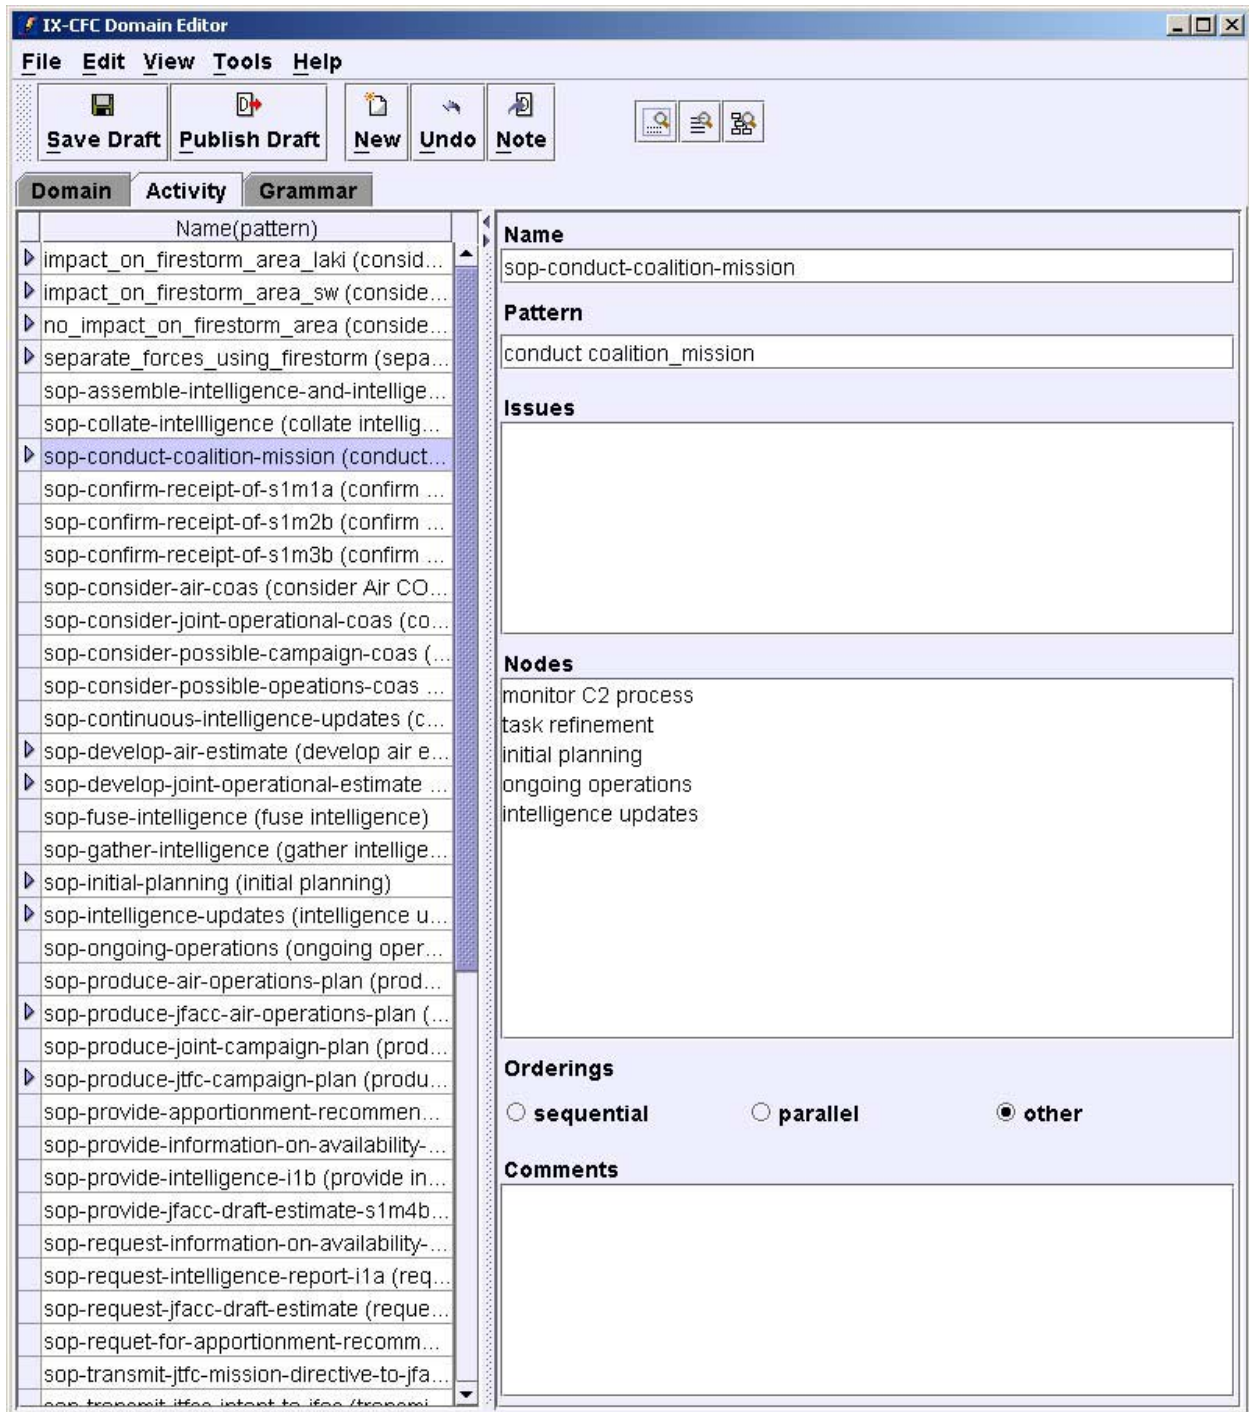 IX-CFC Domain Editor
File Edit View Tools Help
Save Draft Publish Draft New Undo Note
Domain Activity Grammar
Name(pattern)
impact_on_firestorm_area_laki (consid...
impact_on_firestorm_area_sw (conside...
no_impact_on_firestorm_area (conside...
separate_forces_using_firestorm (sepa...
sop-assemble-intelligence-and-intellige...
sop-collate-intellligence (collate intellig...
sop-conduct-coalition-mission (conduct...
sop-confirm-receipt-of-s1m1a (confirm ...
sop-confirm-receipt-of-s1m2b (confirm ...
sop-confirm-receipt-of-s1m3b (confirm ...
sop-consider-air-coas (consider Air CO...
sop-consider-joint-operational-coas (co...
sop-consider-possible-campaign-coas (...
sop-consider-possible-opeations-coas ...
sop-continuous-intelligence-updates (c...
sop-develop-air-estimate (develop air e...
sop-develop-joint-operational-estimate ...
sop-fuse-intelligence (fuse intelligence)
sop-gather-intelligence (gather intellige...
sop-initial-planning (initial planning)
sop-intelligence-updates (intelligence u...
sop-ongoing-operations (ongoing oper...
sop-produce-air-operations-plan (prod...
sop-produce-jfacc-air-operations-plan (...
sop-produce-joint-campaign-plan (prod...
sop-produce-jtfc-campaign-plan (produ...
sop-provide-apportionment-recommen...
sop-provide-information-on-availability-...
sop-provide-intelligence-i1b (provide in...
sop-provide-jfacc-draft-estimate-s1m4b...
sop-request-information-on-availability-...
sop-request-intelligence-report-i1a (req...
sop-request-jfacc-draft-estimate (reque...
sop-requet-for-apportionment-recomm...
sop-transmit-jtfc-mission-directive-to-jfa...
Name
sop-conduct-coalition-mission
Pattern
conduct coalition_mission
Issues
Nodes
monitor C2 process
task refinement
initial planning
ongoing operations
intelligence updates
Orderings
sequential parallel other
Comments